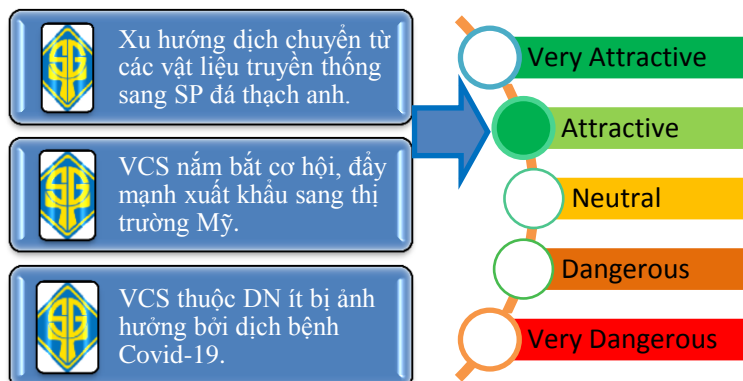 Xu hướng dịch chuyển từ
các vật liệu truyền thống
sang SP đá thạch anh.
VCS nắm bắt cơ hội, đẩy
mạnh xuất khẩu sang thị
trường Mỹ.
VCS thuộc DN ít bị ảnh
hưởng bởi dịch bệnh
Covid-19.
Very Attractive
Attractive
Neutral
Dangerous
Very Dangerous